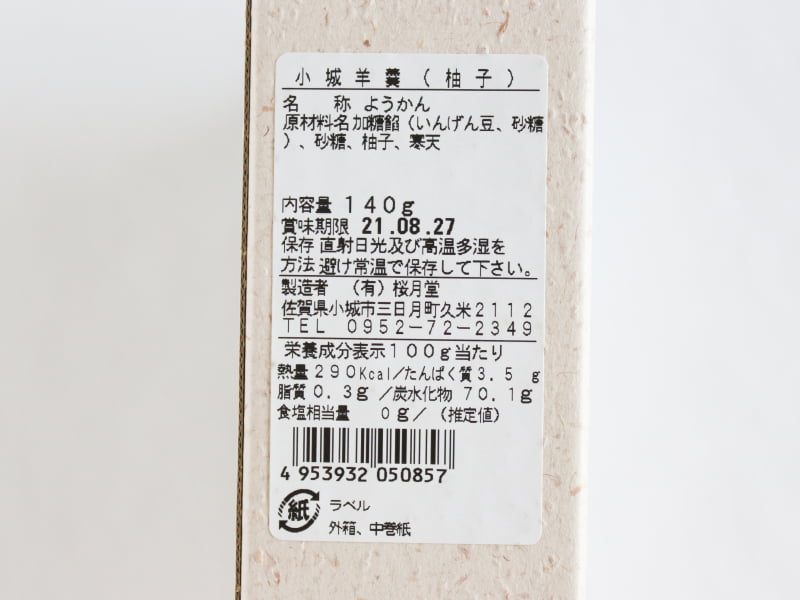 小城羊羹(柚子)
名　　称 ようかん
原材料名 加糖餡(いんげん豆、砂糖
)、砂糖、柚子、寒天
内容量 140g
賞味期限 21.08.27
保存 直射日光及び高温多湿を
方法 避け常温で保存して下さい。
製造者　(有)桜月堂
佐賀県小城市三日月町久米2112
TEL　0952-72-2349
栄養成分表示100g当たり
熱量290Kcal/たんぱく質3.5 g
脂質0.3g /炭水化物 70.1g
食塩相当量　0g/ (推定値)
4 953932 050857
紙 ラベル
外箱、中巻紙